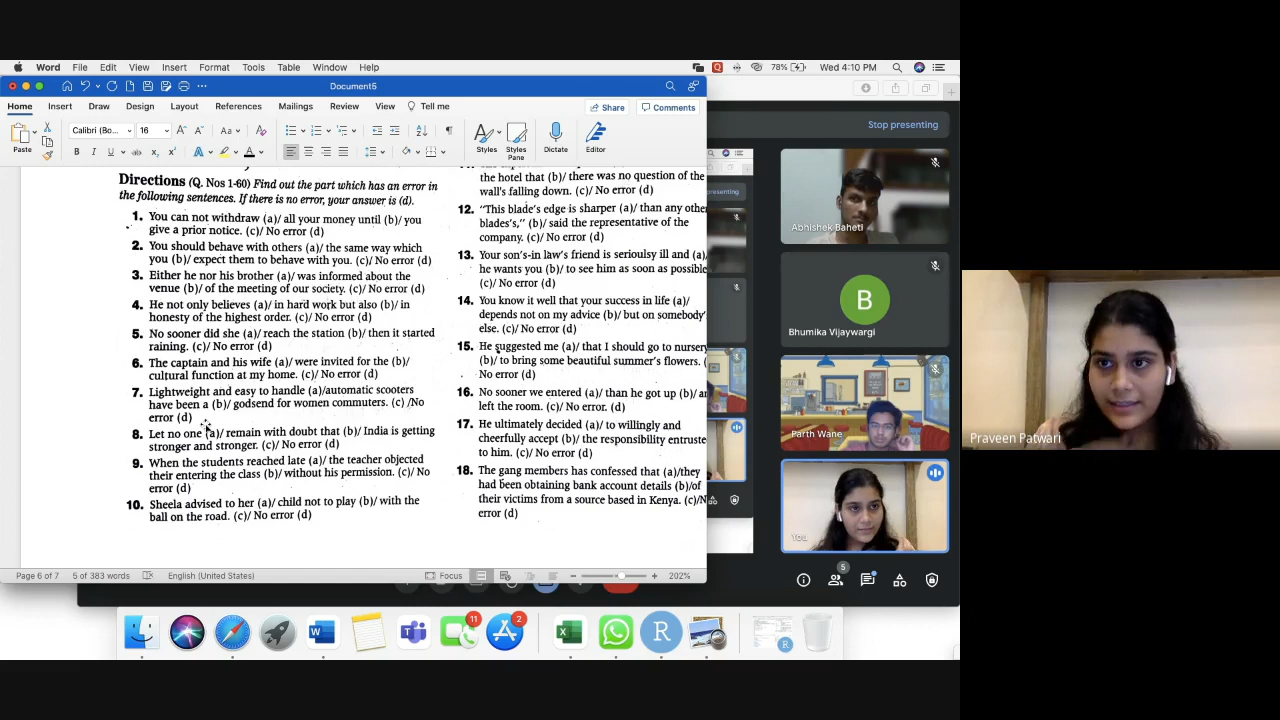 Word File Edit View Insert Format Tools Table Window Help
78% Wed 4:10 PM
Document5
Home Insert Draw Design Layout References Mailings Review View Tell me
Share Comments
Stop presenting
Calibri (Bo... 16
Paste
Styles
Styles Pane
Dictate
Editor
Directions (Q. Nos 1-60) Find out the part which has an error in
the following sentences. If there is no error, your answer is (d).
1. You can not withdraw (a)/ all your money until (b)/ you
give a prior notice. (c)/ No error (d)
2. You should behave with others (a)/ the same way which
you (b)/ expect them to behave with you. (c)/ No error (d)
3. Either he nor his brother (a)/ was informed about the
venue (b)/ of the meeting of our society. (c)/ No error (d)
4. He not only believes (a)/ in hard work but also (b)/ in
honesty of the highest order. (c)/ No error (d)
5. No sooner did she (a)/ reach the station (b)/ then it started
raining. (c)/ No error (d)
6. The captain and his wife (a)/ were invited for the (b)/
cultural function at my home. (c)/ No error (d)
7. Lightweight and easy to handle (a)/automatic scooters
have been a (b)/ godsend for women commuters. (c) /No
error (d)
8. Let no one (a)/ remain with doubt that (b)/ India is getting
stronger and stronger. (c)/ No error (d)
9. When the students reached late (a)/ the teacher objected
their entering the class (b)/ without his permission. (c)/ No
error (d)
10. Sheela advised to her (a)/ child not to play (b)/ with the
ball on the road. (c)/ No error (d)
the hotel that (b)/ there was no question of the
wall's falling down. (c)/ No error (d)
12. "This blade's edge is sharper (a)/ than any othe
blades's," (b)/ said the representative of the
company. (c)/ No error (d)
13. Your son's-in law's friend is serioulsy ill and (a)
he wants you (b)/ to see him as soon as possible
(c)/ No error (d)
14. You know it well that your success in life (a)/
depends not on my advice (b)/ but on somebody'
else. (c)/ No error (d)
15. He suggested me (a)/ that I should go to nursery
(b)/ to bring some beautiful summer's flowers. (
No error (d)
16. No sooner we entered (a)/ than he got up (b)/ an
left the room. (c)/ No error. (d)
17. He ultimately decided (a)/ to willingly and
cheerfully accept (b)/ the responsibility entruste
to him. (c)/ No error (d)
18. The gang members has confessed that (a)/they
had been obtaining bank account details (b)/of
their victims from a source based in Kenya. (c)/N
error (d)
Page 6 of 7 5 of 383 words English (United States) Focus 202%
presenting
Abhishek Baheti
B
Bhumika Vijaywargi
Parth Wane
You
5
11
2
Praveen Patwari